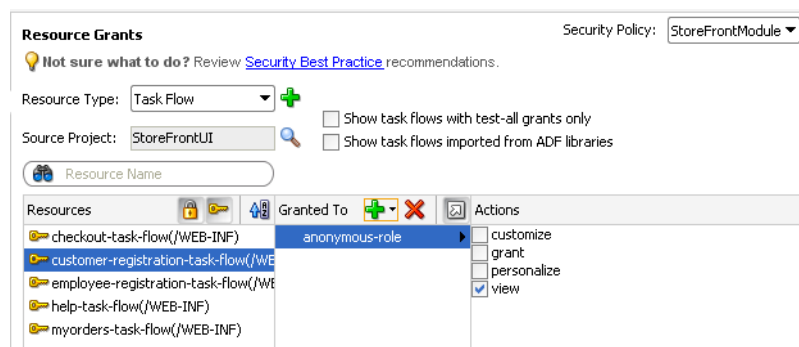 Resource Grants
Security Policy: StoreFrontModule
Not sure what to do? Review Security Best Practice recommendations.
Resource Type: Task Flow
Show task flows with test-all grants only
Source Project: StoreFrontUI
Show task flows imported from ADF libraries
Resource Name
Resources Granted To Actions
checkout-task-flow(/WEB-INF) anonymous-role customize
customer-registration-task-flow(/WE grant
employee-registration-task-flow(/WE personalize
help-task-flow(/WEB-INF) view
myorders-task-flow(/WEB-INF)